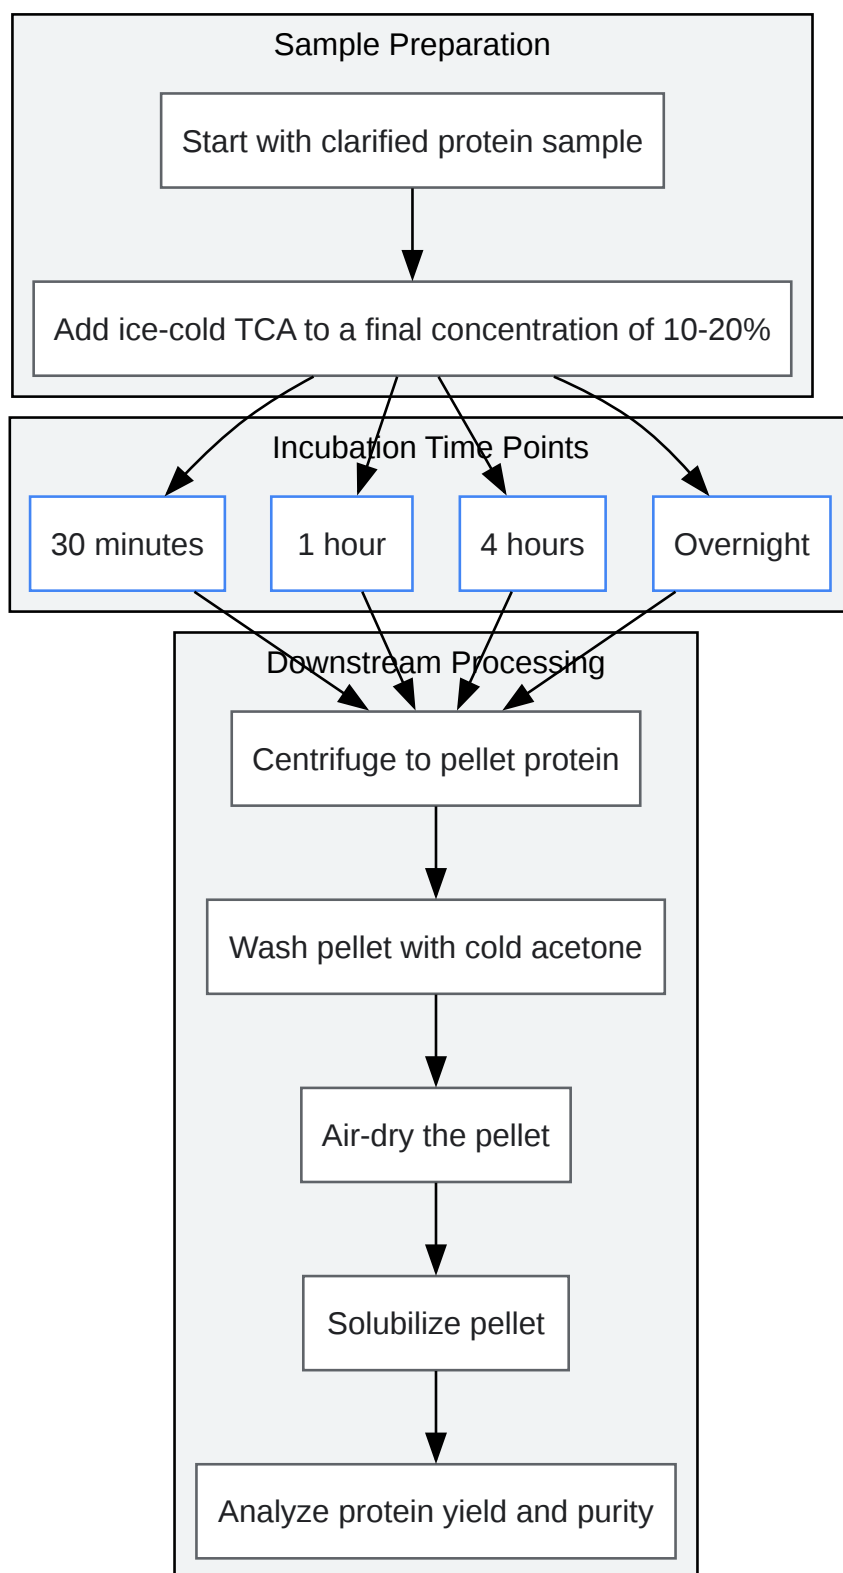 Sample Preparation
Start with clarified protein sample
Add ice-cold TCA to a final concentration of 10-20%
Incubation Time Points
30 minutes
1 hour
4 hours
Overnight
Downstream Processing
Centrifuge to pellet protein
Wash pellet with cold acetone
Air-dry the pellet
Solubilize pellet
Analyze protein yield and purity